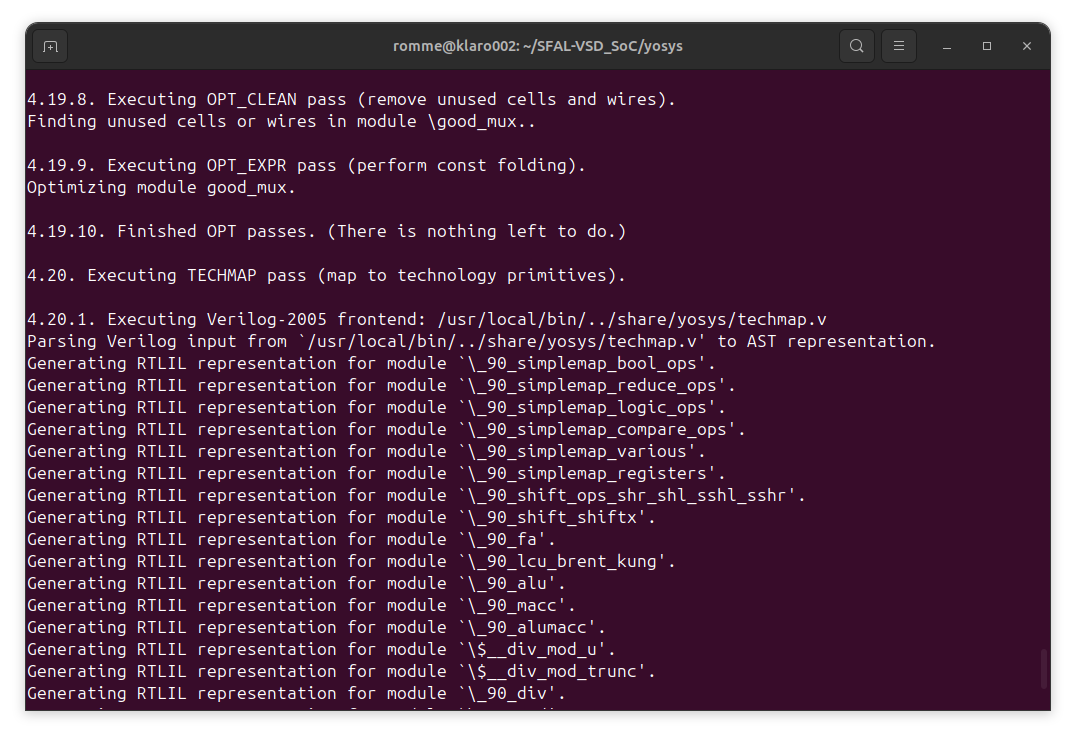 romme@klaro002: ~/SFAL-VSD_SoC/yosys
4.19.8. Executing OPT_CLEAN pass (remove unused cells and wires).
Finding unused cells or wires in module \good_mux..
4.19.9. Executing OPT_EXPR pass (perform const folding).
Optimizing module good_mux.
4.19.10. Finished OPT passes. (There is nothing left to do.)
4.20. Executing TECHMAP pass (map to technology primitives).
4.20.1. Executing Verilog-2005 frontend: /usr/local/bin/../share/yosys/techmap.v
Parsing Verilog input from `/usr/local/bin/../share/yosys/techmap.v' to AST representation.
Generating RTLIL representation for module `\_90_simplemap_bool_ops'.
Generating RTLIL representation for module `\_90_simplemap_reduce_ops'.
Generating RTLIL representation for module `\_90_simplemap_logic_ops'.
Generating RTLIL representation for module `\_90_simplemap_compare_ops'.
Generating RTLIL representation for module `\_90_simplemap_various'.
Generating RTLIL representation for module `\_90_simplemap_registers'.
Generating RTLIL representation for module `\_90_shift_ops_shr_shl_sshl_sshr'.
Generating RTLIL representation for module `\_90_shift_shiftx'.
Generating RTLIL representation for module `\_90_fa'.
Generating RTLIL representation for module `\_90_lcu_brent_kung'.
Generating RTLIL representation for module `\_90_alu'.
Generating RTLIL representation for module `\_90_macc'.
Generating RTLIL representation for module `\_90_alumacc'.
Generating RTLIL representation for module `\$__div_mod_u'.
Generating RTLIL representation for module `\$__div_mod_trunc'.
Generating RTLIL representation for module `\_90_div'.